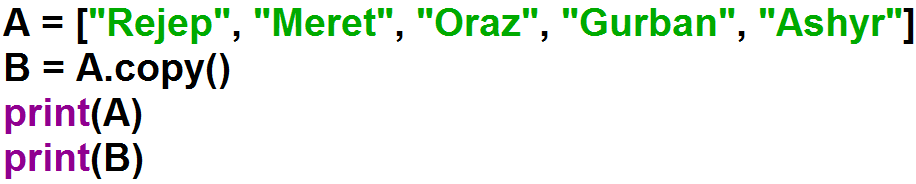 A = ["Rejep", "Meret", "Oraz", "Gurban", "Ashyr"]
B = A.copy()
print(A)
print(B)